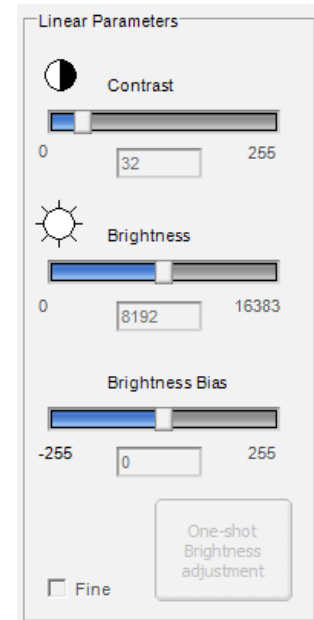 Linear Parameters
Contrast
0 32 255
Brightness
0 8192 16383
Brightness Bias
-255 0 255
One-shot
Brightness
adjustment
Fine